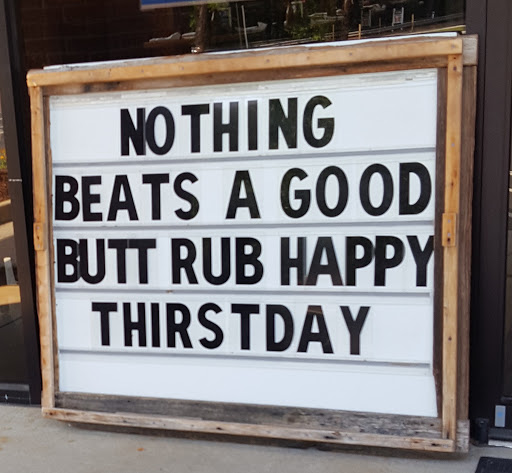 NOTHING
BEATS A GOOD
BUTT RUB HAPPY
THIRSTDAY